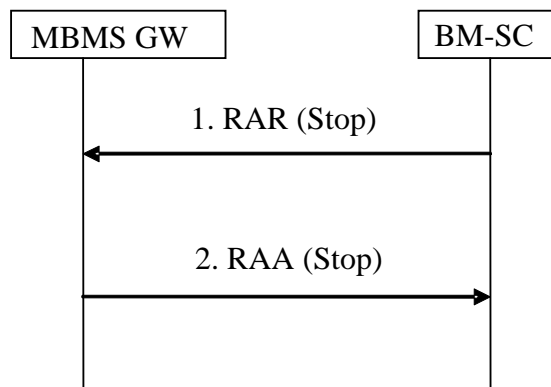 MBMS GW
BM-SC
1. RAR (Stop)
2. RAA (Stop)